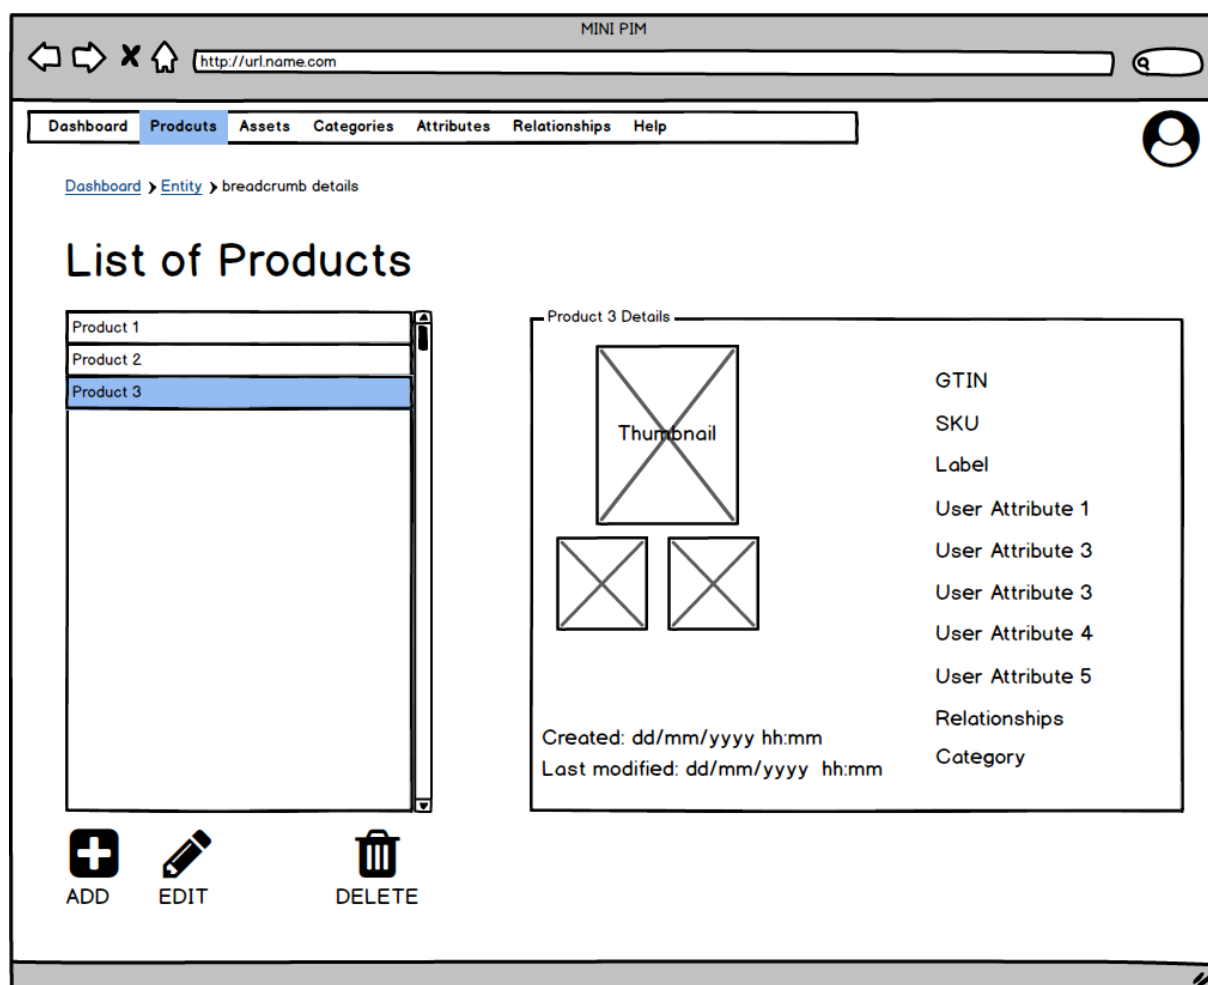 MINI PIM
http://url.name.com
Dashboard Prodcuts Assets Categories Attributes Relationships Help
Dashboard ❯ Entity ❯ breadcrumb details
List of Products
Product 1
Product 2
Product 3
Product 3 Details
Thumbnail
Created: dd/mm/yyyy hh:mm
Last modified: dd/mm/yyyy hh:mm
GTIN
SKU
Label
User Attribute 1
User Attribute 3
User Attribute 3
User Attribute 4
User Attribute 5
Relationships
Category
ADD EDIT DELETE